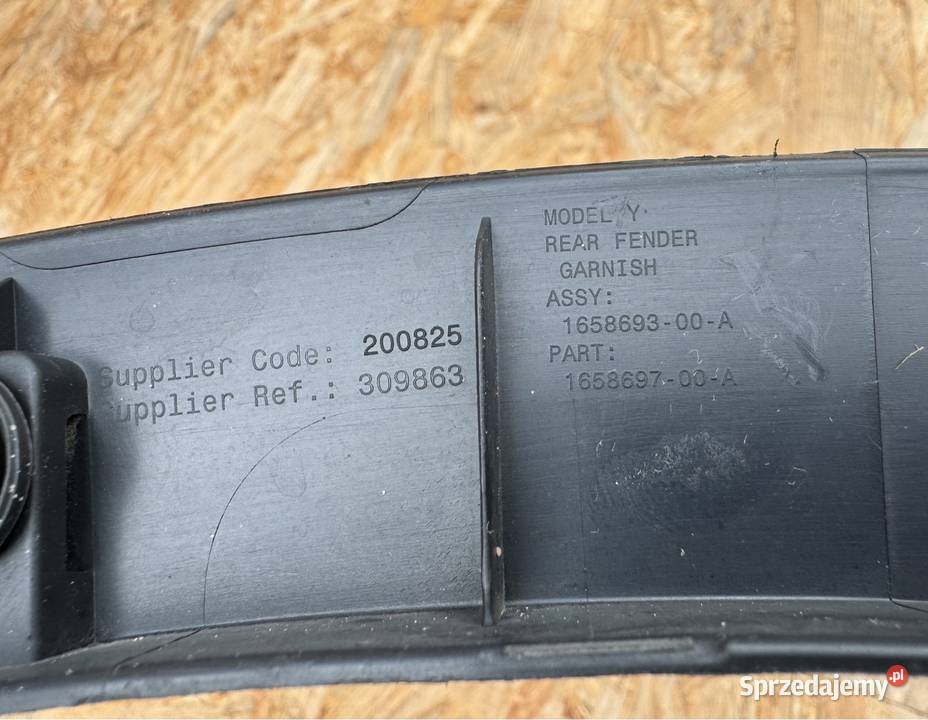 MODEL Y
REAR FENDER
GARNISH
ASSY:
1658693-00-A
PART:
1658697-00-A
Supplier Code: 200825
Supplier Ref.: 309863
Sprzedajemy.pl